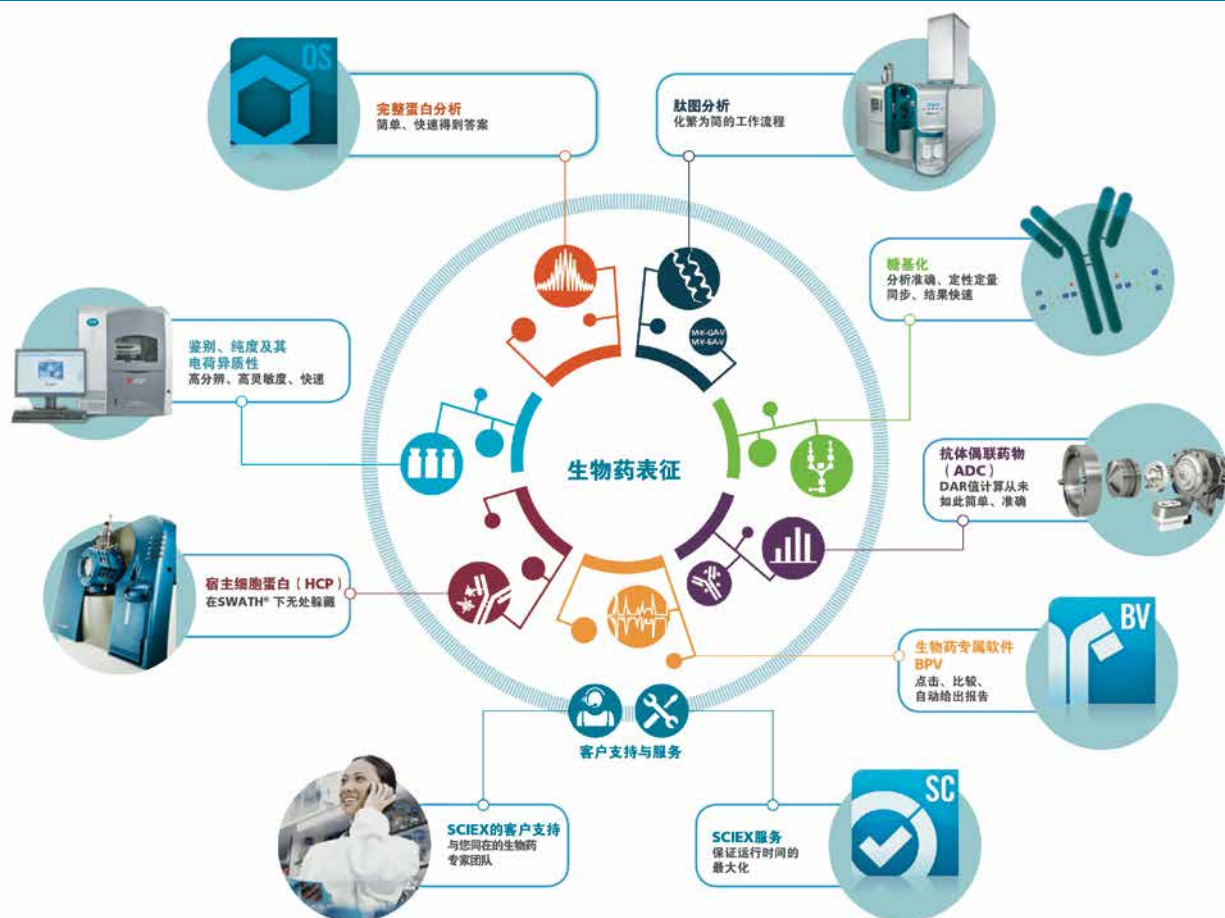 OS
完整蛋白分析
简单、快速得到答案
肽图分析
化繁为简的工作流程
糖基化
分析准确、定性定量
同步、结果快速
鉴别、纯度及其
电荷异质性
高分辨、高灵敏度、快速
MY-GA-V
MY-EA-V
生物药表征
抗体偶联药物
（ADC）
DAR值计算从未
如此简单、准确
宿主细胞蛋白（HCP）
在SWATH® 下无处躲藏
生物药专属软件
BPV
点击、比较、
自动给出报告
BV
客户支持与服务
SCIEX的客户支持
与您同在的生物药
专家团队
SCIEX服务
保证运行时间的
最大化
SC